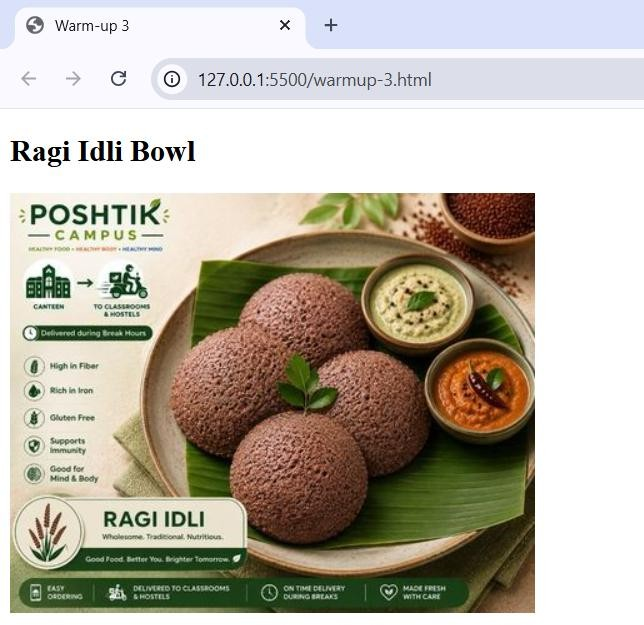 Warm-up 3
127.0.0.1:5500/warmup-3.html
Ragi Idli Bowl
POSHTIK
CAMPUS
HEALTHY FOOD • HEALTHY BODY • HEALTHY MIND
CANTEEN
TO CLASSROOMS
& HOSTELS
Delivered during Break Hours
High in Fiber
Rich in Iron
Gluten Free
Supports
Immunity
Good for
Mind & Body
RAGI IDLI
Wholesome. Traditional. Nutritious.
Good Food. Better You. Brighter Tomorrow.
EASY
ORDERING
DELIVERED TO CLASSROOMS
& HOSTELS
ON TIME DELIVERY
DURING BREAKS
MADE FRESH
WITH CARE